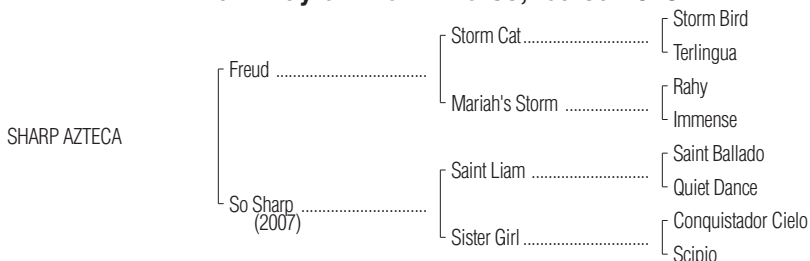 Storm Bird
Storm Cat
Terlingua
Freud
Rahy
Mariah's Storm
Immense
SHARP AZTECA
Saint Ballado
Saint Liam
Quiet Dance
So Sharp
(2007)
Conquistador Cielo
Sister Girl
Scipio